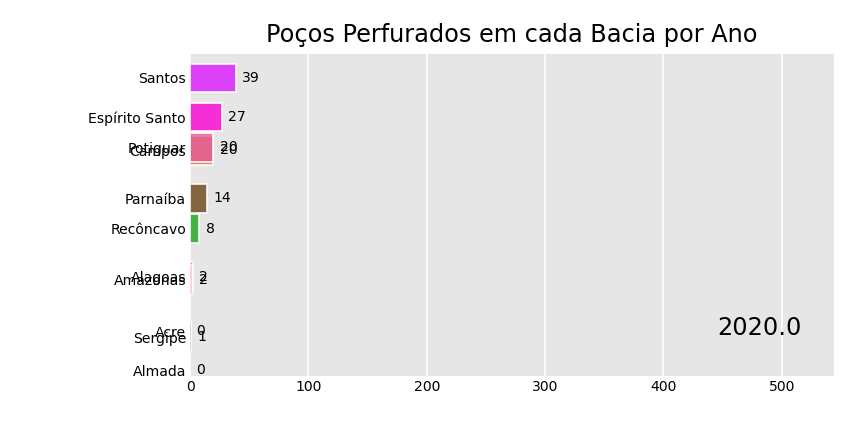 Poços Perfurados em cada Bacia por Ano
Santos 39
Espírito Santo 27
Potiguar 20
Campos 20
Parnaíba 14
Recôncavo 8
Alagoas 2
Amazonas 2
Acre 0
2020.0
Sergipe 1
Almada 0
0 100 200 300 400 500